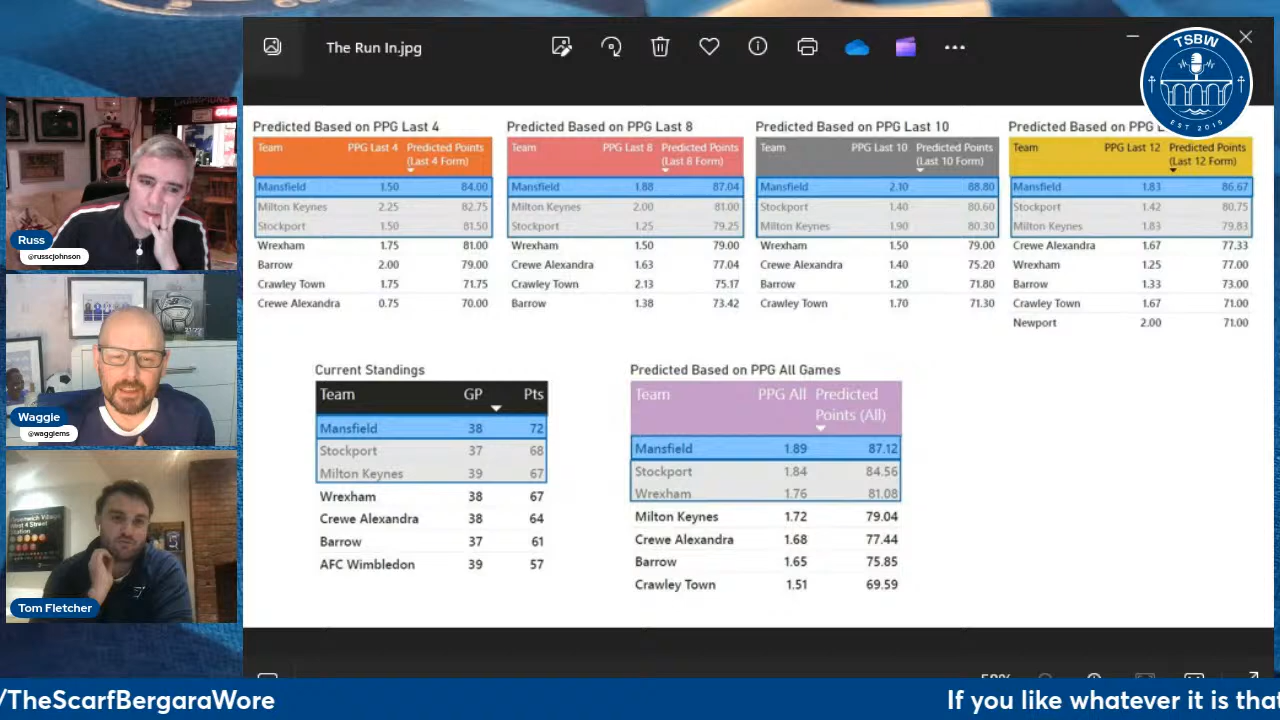 The Run In.jpg
TSBW
EST 2015
Predicted Based on PPG Last 4
Team PPG Last 4 Predicted Points (Last 4 Form)
Mansfield 1.50 84.00
Milton Keynes 2.25 82.75
Stockport 1.50 81.50
Wrexham 1.75 81.00
Barrow 2.00 79.00
Crawley Town 1.75 71.75
Crewe Alexandra 0.75 70.00
Predicted Based on PPG Last 8
Team PPG Last 8 Predicted Points (Last 8 Form)
Mansfield 1.88 87.04
Milton Keynes 2.00 81.00
Stockport 1.25 79.25
Wrexham 1.50 79.00
Crewe Alexandra 1.63 77.04
Crawley Town 2.13 75.17
Barrow 1.38 73.42
Predicted Based on PPG Last 10
Team PPG Last 10 Predicted Points (Last 10 Form)
Mansfield 2.10 88.80
Stockport 1.40 80.60
Milton Keynes 1.90 80.30
Wrexham 1.50 79.00
Crewe Alexandra 1.40 75.20
Barrow 1.20 71.80
Crawley Town 1.70 71.30
Predicted Based on PPG L
Team PPG Last 12 Predicted Points (Last 12 Form)
Mansfield 1.83 86.67
Stockport 1.42 80.75
Milton Keynes 1.83 79.83
Crewe Alexandra 1.67 77.33
Wrexham 1.25 77.00
Barrow 1.33 73.00
Crawley Town 1.67 71.00
Newport 2.00 71.00
Current Standings
Team GP Pts
Mansfield 38 72
Stockport 37 68
Milton Keynes 39 67
Wrexham 38 67
Crewe Alexandra 38 64
Barrow 37 61
AFC Wimbledon 39 57
Predicted Based on PPG All Games
Team PPG All Predicted Points (All)
Mansfield 1.89 87.12
Stockport 1.84 84.56
Wrexham 1.76 81.08
Milton Keynes 1.72 79.04
Crewe Alexandra 1.68 77.44
Barrow 1.65 75.85
Crawley Town 1.51 69.59
Russ
@russcjohnson
Waggie
@waggiems
Tom Fletcher
/TheScarfBergaraWore
If you like whatever it is that